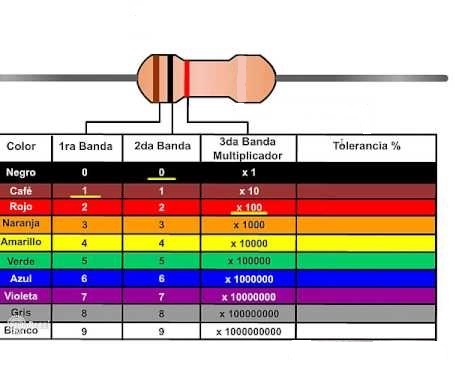 Color 1ra Banda 2da Banda 3da Banda Multiplicador Tolerancia %
Negro 0 0 x 1
Café 1 1 x 10
Rojo 2 2 x 100
Naranja 3 3 x 1000
Amarillo 4 4 x 10000
Verde 5 5 x 100000
Azul 6 6 x 1000000
Violeta 7 7 x 10000000
Gris 8 8 x 100000000
Blanco 9 9 x 1000000000